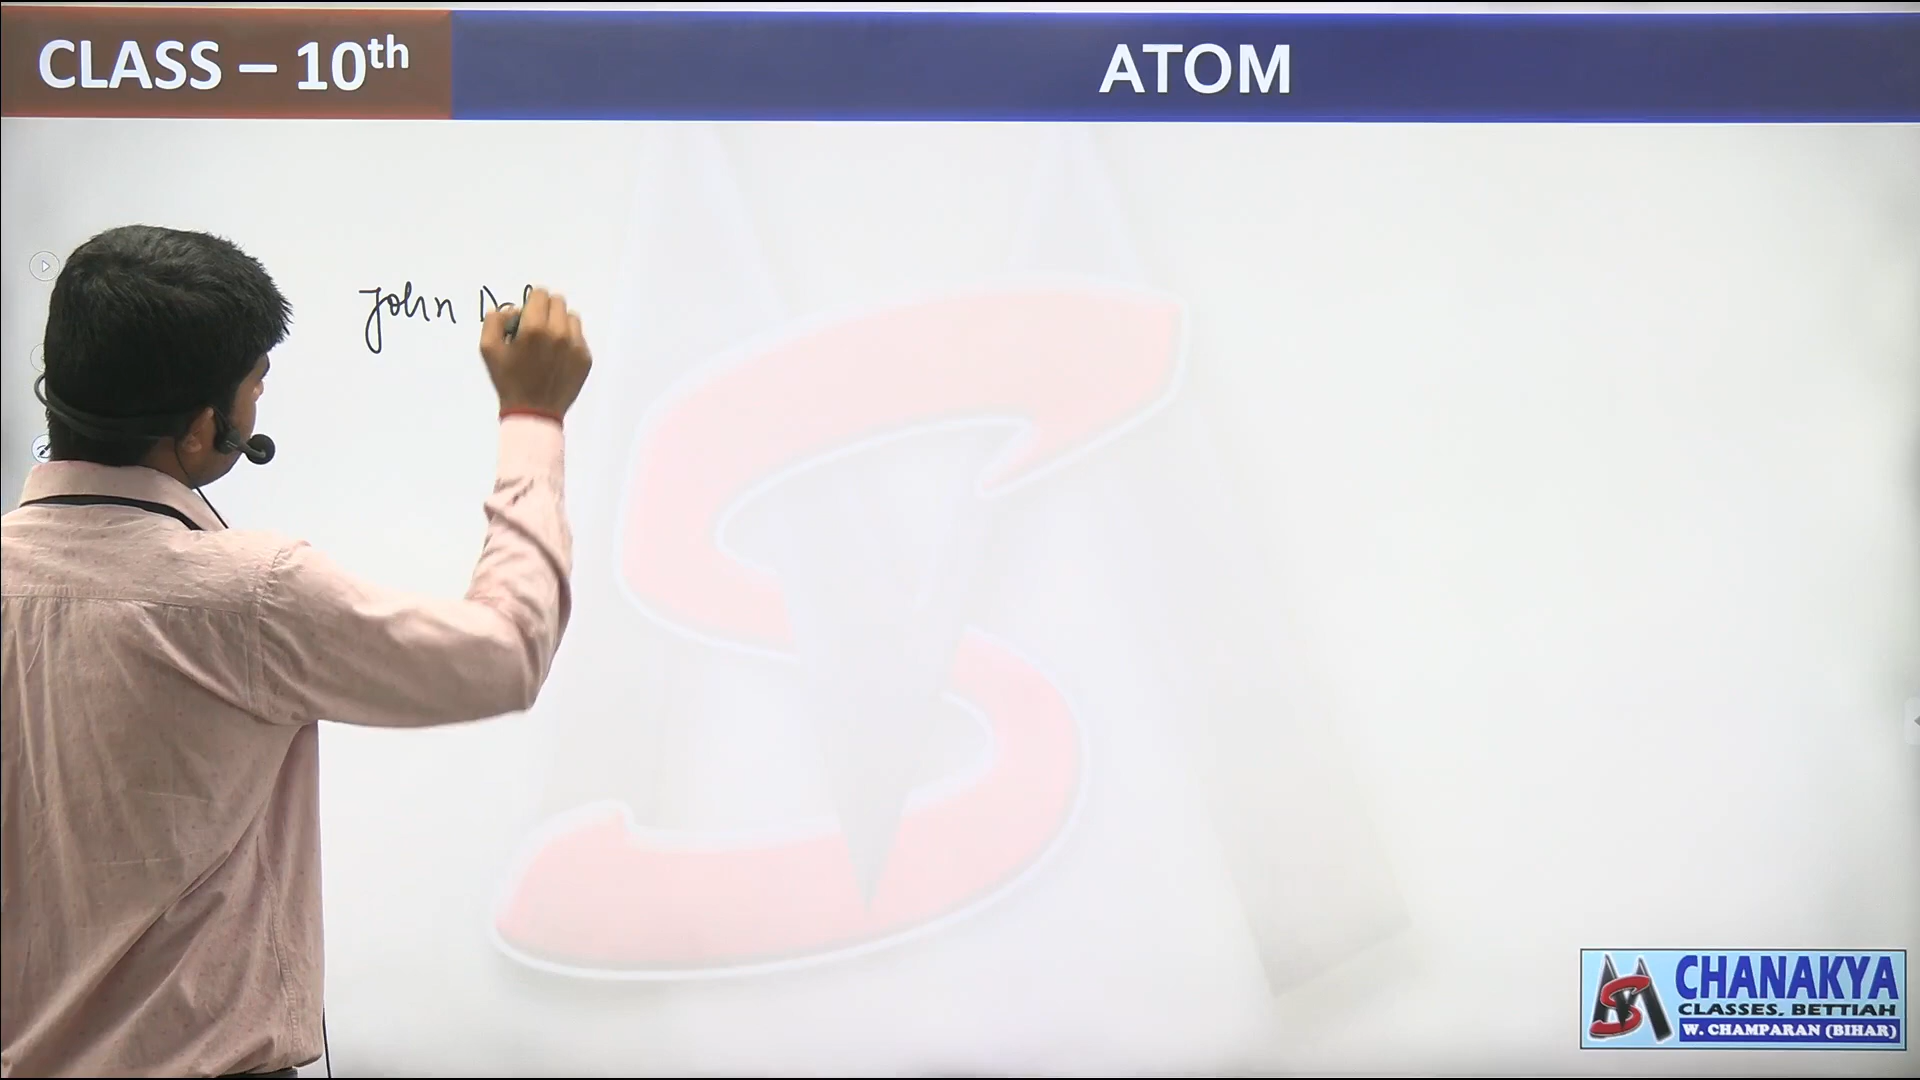 CLASS – 10th
ATOM
John
CHANAKYA
CLASSES, BETTIAH
W. CHAMPARAN (BIHAR)